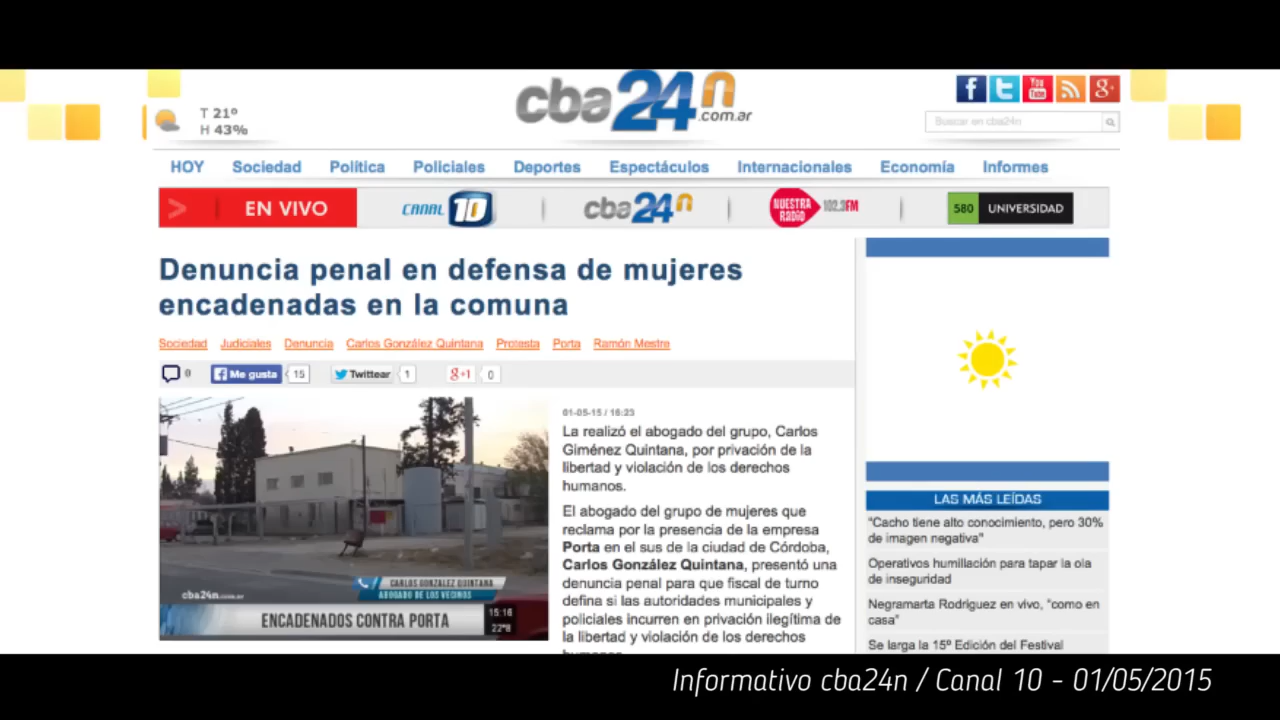 T 21º
H 43%
cba24n
.com.ar
Buscar en cba24n
HOY Sociedad Política Policiales Deportes Espectáculos Internacionales Economía Informes
> EN VIVO CANAL 10 cba24n NUESTRA RADIO 102.3FM 580 UNIVERSIDAD
Denuncia penal en defensa de mujeres
encadenadas en la comuna
Sociedad Judiciales Denuncia Carlos González Quintana Protesta Porta Ramón Mestre
0 Me gusta 15 Twittear 1 g+1 0
01-05-15 / 16:23
La realizó el abogado del grupo, Carlos
Giménez Quintana, por privación de la
libertad y violación de los derechos
humanos.
El abogado del grupo de mujeres que
reclama por la presencia de la empresa
Porta en el sus de la ciudad de Córdoba,
Carlos González Quintana, presentó una
denuncia penal para que fiscal de turno
defina si las autoridades municipales y
policiales incurren en privación ilegítima de
la libertad y violación de los derechos
humanos.
CARLOS GONZALEZ QUINTANA
ABOGADO DE LOS VECINOS
cba24n.com.ar
ENCADENADOS CONTRA PORTA
15:16
22º8
LAS MÁS LEÍDAS
"Cacho tiene alto conocimiento, pero 30%
de imagen negativa"
Operativos humillación para tapar la ola
de inseguridad
Negramarta Rodríguez en vivo, "como en
casa"
Se larga la 15º Edición del Festival
Informativo cba24n / Canal 10 - 01/05/2015